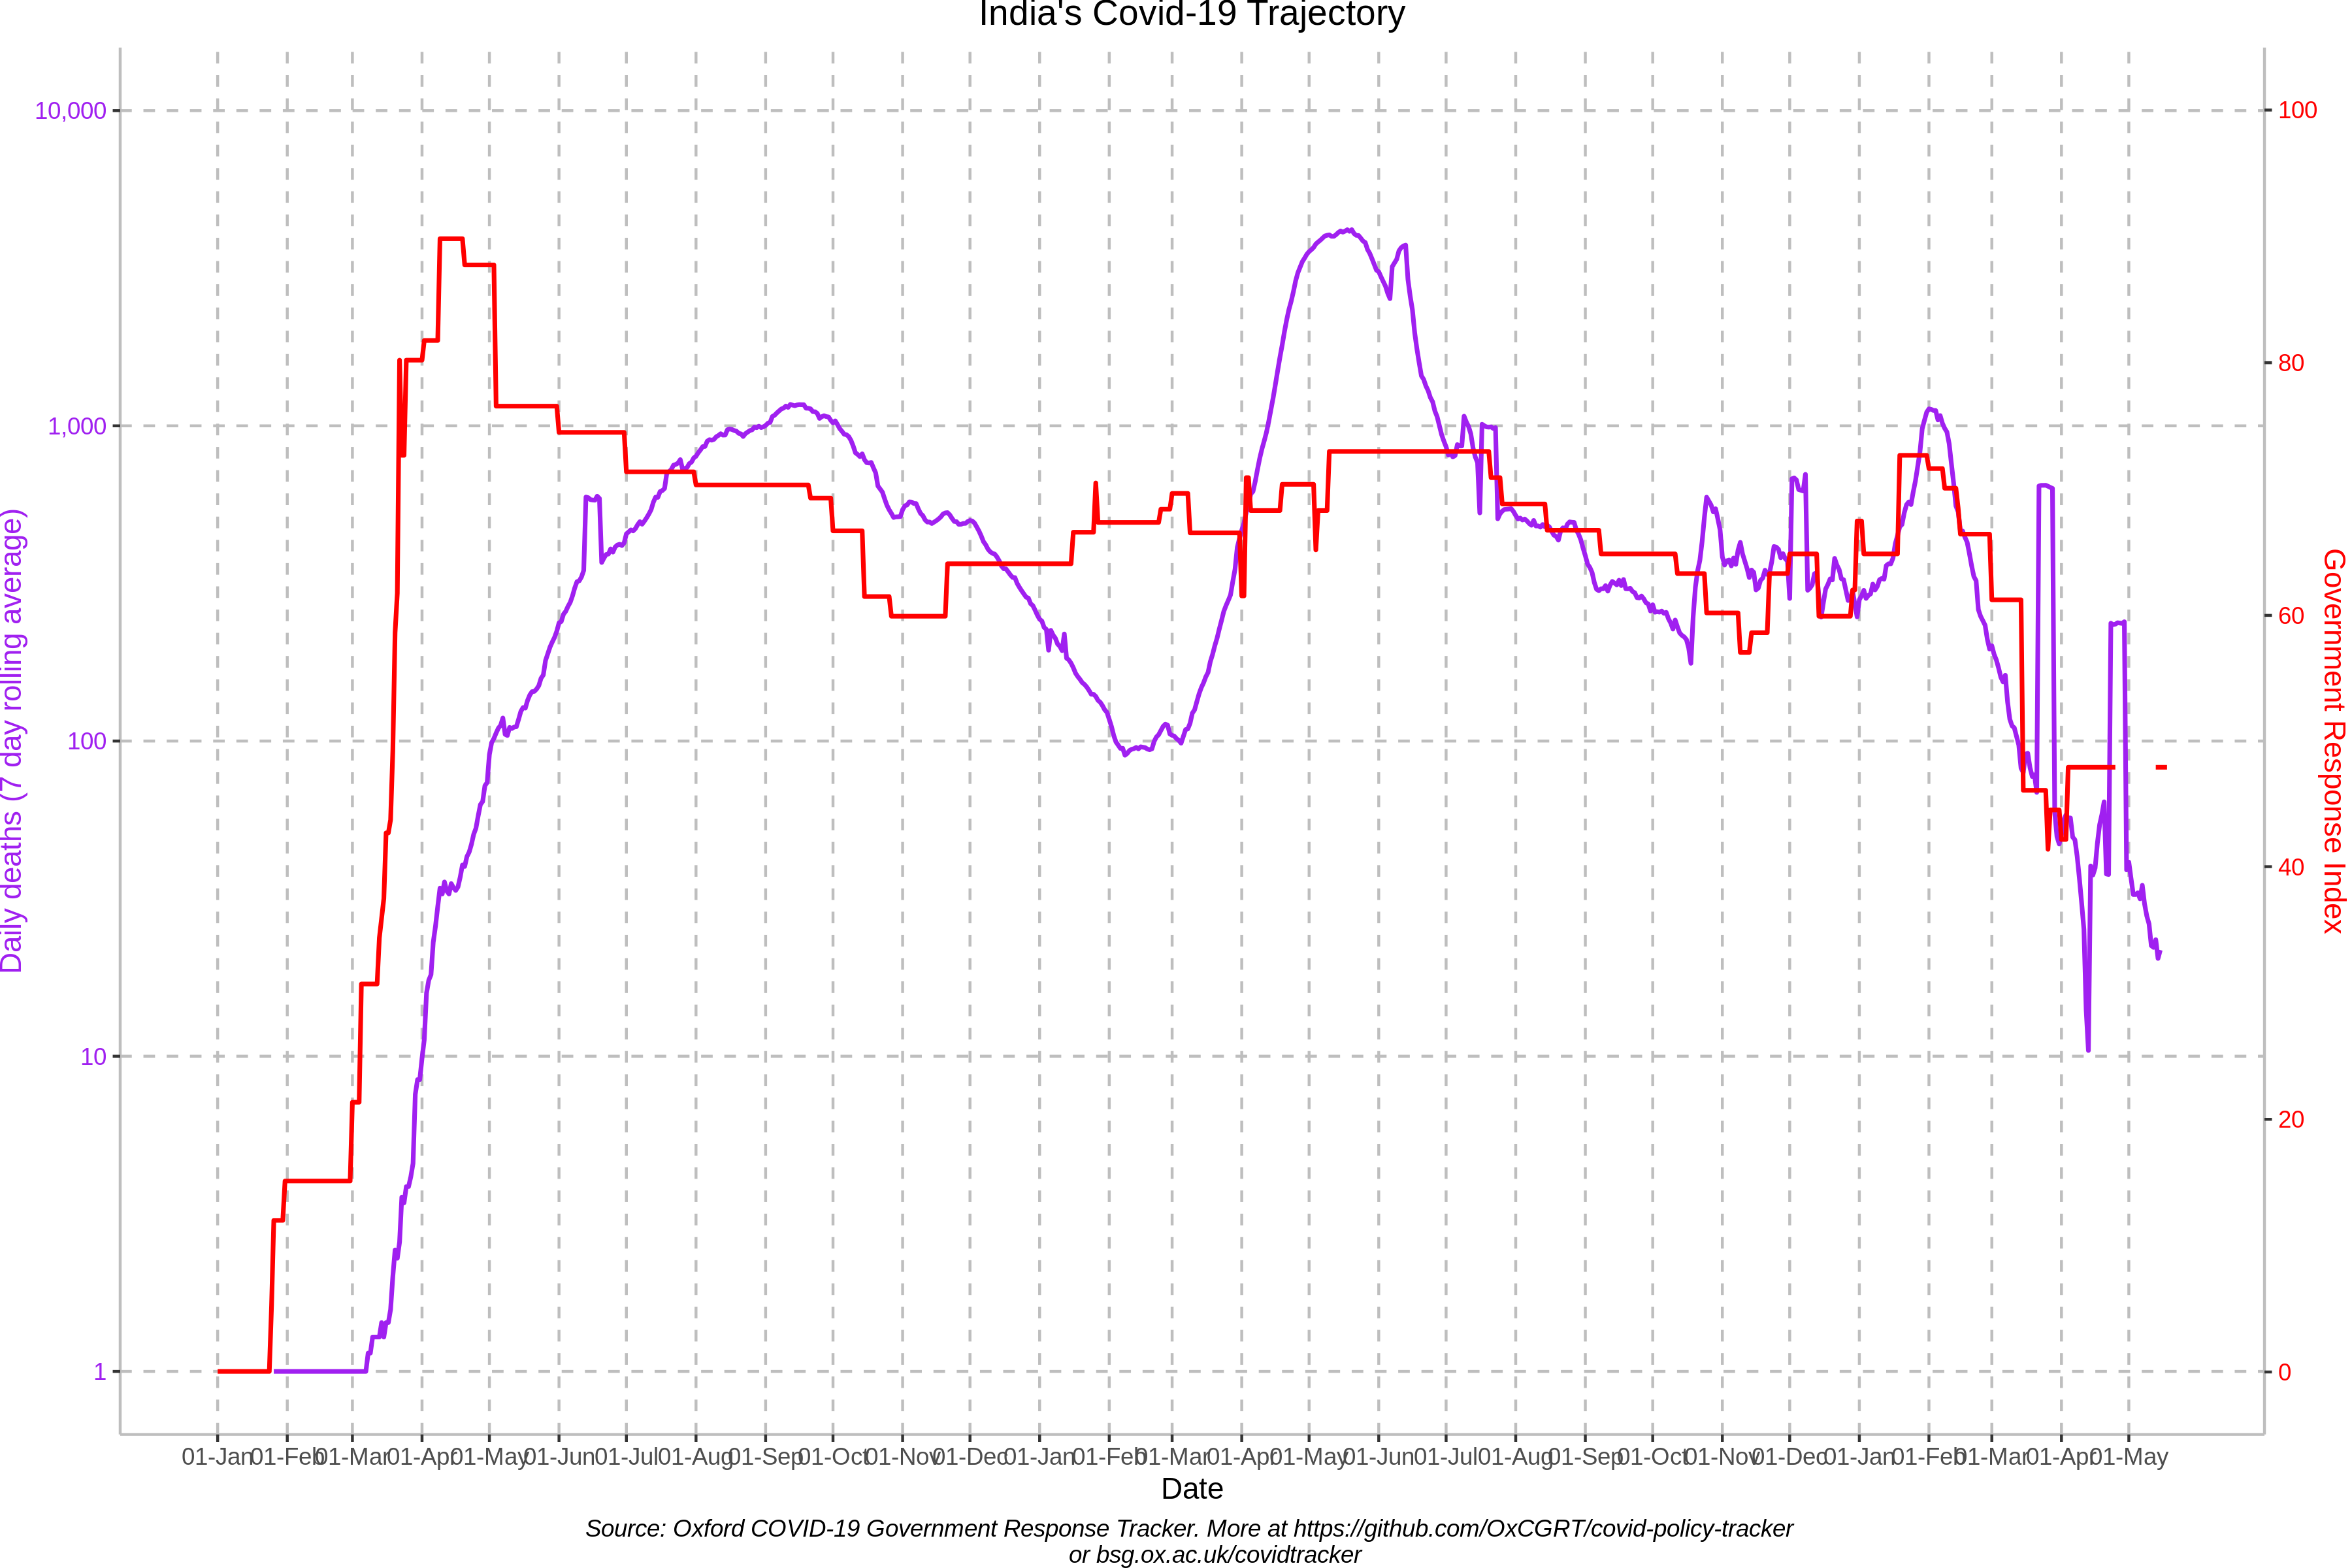 India's Covid-19 Trajectory
10,000
1,000
100
10
1
Daily deaths (7 day rolling average)
100
80
60
40
20
0
Government Response Index
01-Jan 01-Feb 01-Mar 01-Apr 01-May 01-Jun 01-Jul 01-Aug 01-Sep 01-Oct 01-Nov 01-Dec 01-Jan 01-Feb 01-Mar 01-Apr 01-May 01-Jun 01-Jul 01-Aug 01-Sep 01-Oct 01-Nov 01-Dec 01-Jan 01-Feb 01-Mar 01-Apr 01-May
Date
Source: Oxford COVID-19 Government Response Tracker. More at https://github.com/OxCGRT/covid-policy-tracker
or bsg.ox.ac.uk/covidtracker